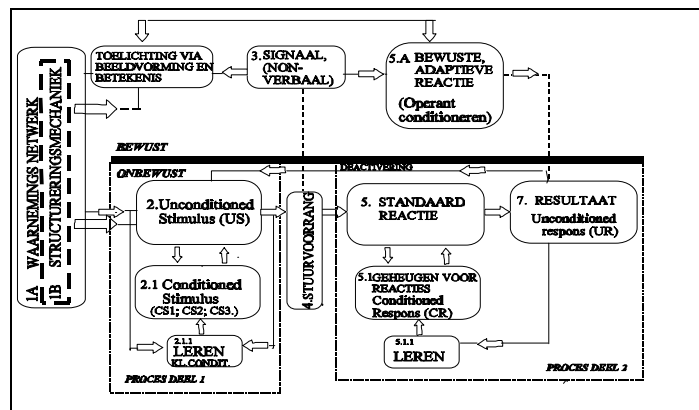 1A WAARNEMINGS NETWERK
1B STRUCTURERINGSMECHANIEK
TOELICHTING VIA
BEELDVORMING EN
BETEKENIS
3. SIGNAAL,
(NON-
VERBAAL)
5.A BEWUSTE,
ADAPTIEVE
REACTIE
(Operant
conditioneren)
BEWUST
ONBEWUST
DEACTIVERING
2.Unconditioned
Stimulus (US)
4.STUURVOORRANG
5. STANDAARD
REACTIE
7. RESULTAAT
Unconditioned
respons (UR)
2.1 Conditioned
Stimulus
(CS1; CS2; CS3.)
5.1GEHEUGEN VOOR
REACTIES
Conditioned
Respons (CR)
2.1.1
LEREN
KL.CONDIT.
5.1.1
LEREN
PROCES DEEL 1
PROCES DEEL 2